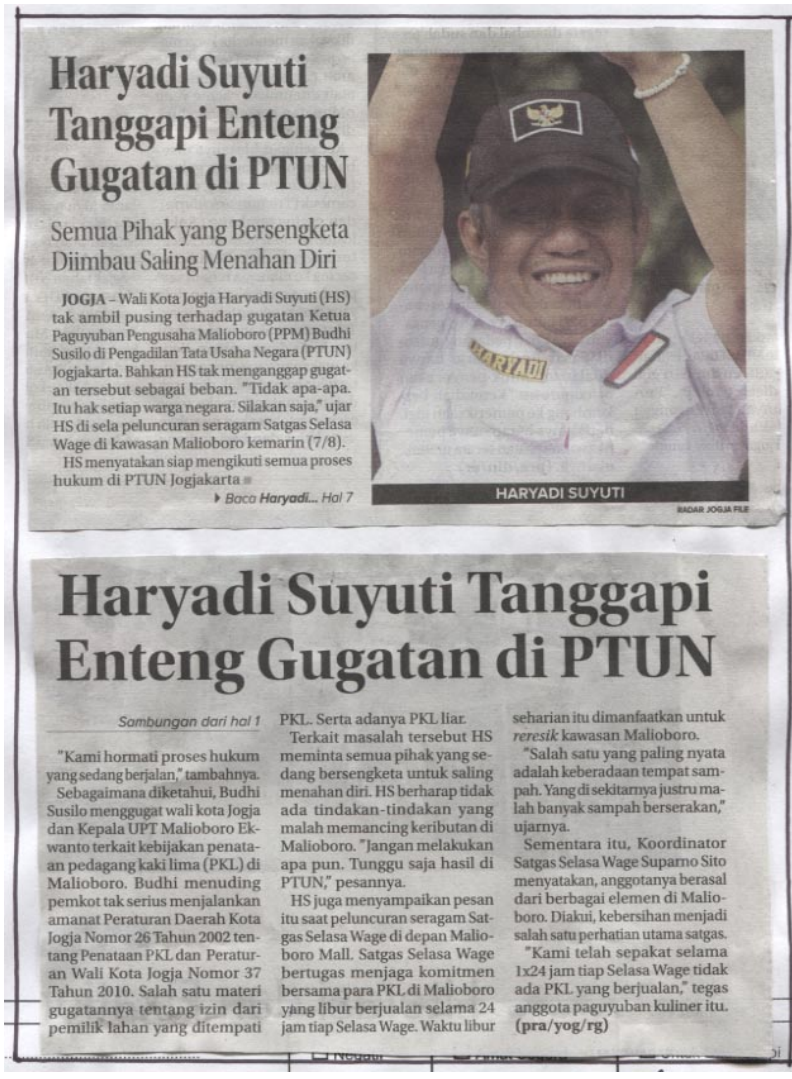 Haryadi Suyuti
Tanggapi Enteng
Gugatan di PTUN
Semua Pihak yang Bersengketa
Diimbau Saling Menahan Diri
JOGJA – Wali Kota Jogja Haryadi Suyuti (HS)
tak ambil pusing terhadap gugatan Ketua
Paguyuban Pengusaha Malioboro (PPM) Budhi
Susilo di Pengadilan Tata Usaha Negara (PTUN)
Jogjakarta. Bahkan HS tak menganggap gugat-
an tersebut sebagai beban. "Tidak apa-apa.
Itu hak setiap warga negara. Silakan saja," ujar
HS di sela peluncuran seragam Satgas Selasa
Wage di kawasan Malioboro kemarin (7/8).
HS menyatakan siap mengikuti semua proses
hukum di PTUN Jogjakarta
Baca Haryadi... Hal 7
HARYADI
HARYADI SUYUTI
RADAR JOGJA FILE
Haryadi Suyuti Tanggapi
Enteng Gugatan di PTUN
Sambungan dari hal 1
"Kami hormati proses hukum
yang sedang berjalan," tambahnya.
Sebagaimana diketahui, Budhi
Susilo menggugat wali kota Jogja
dan Kepala UPT Malioboro Ek-
wanto terkait kebijakan penata-
an pedagang kaki lima (PKL) di
Malioboro. Budhi menuding
pemkot tak serius menjalankan
amanat Peraturan Daerah Kota
Jogja Nomor 26 Tahun 2002 ten-
tang Penataan PKL dan Peratur-
an Wali Kota Jogja Nomor 37
Tahun 2010. Salah satu materi
gugatannya tentang izin dari
pemilik lahan yang ditempati
PKL. Serta adanya PKL liar.
Terkait masalah tersebut HS
meminta semua pihak yang se-
dang bersengketa untuk saling
menahan diri. HS berharap tidak
ada tindakan-tindakan yang
malah memancing keributan di
Malioboro. "Jangan melakukan
apa pun. Tunggu saja hasil di
PTUN," pesannya.
HS juga menyampaikan pesan
itu saat peluncuran seragam Sat-
gas Selasa Wage di depan Malio-
boro Mall. Satgas Selasa Wage
bertugas menjaga komitmen
bersama para PKL di Malioboro
yang libur berjualan selama 24
jam tiap Selasa Wage. Waktu libur
seharian itu dimanfaatkan untuk
reresik kawasan Malioboro.
"Salah satu yang paling nyata
adalah keberadaan tempat sam-
pah. Yang di sekitarnya justru ma-
lah banyak sampah berserakan,"
ujarnya.
Sementara itu, Koordinator
Satgas Selasa Wage Suparno Sito
menyatakan, anggotanya berasal
dari berbagai elemen di Malio-
boro. Diakui, kebersihan menjadi
salah satu perhatian utama satgas.
"Kami telah sepakat selama
1x24 jam tiap Selasa Wage tidak
ada PKL yang berjualan," tegas
anggota paguyuban kuliner itu.
(pra/yog/rg)